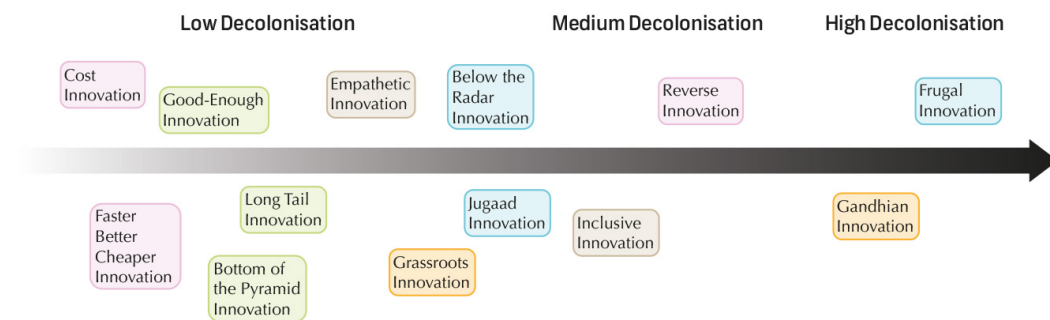 Low Decolonisation
Medium Decolonisation
High Decolonisation
Cost
Innovation
Good-Enough
Innovation
Empathetic
Innovation
Below the
Radar
Innovation
Reverse
Innovation
Frugal
Innovation
Faster
Better
Cheaper
Innovation
Long Tail
Innovation
Bottom of
the Pyramid
Innovation
Grassroots
Innovation
Jugaad
Innovation
Inclusive
Innovation
Gandhian
Innovation